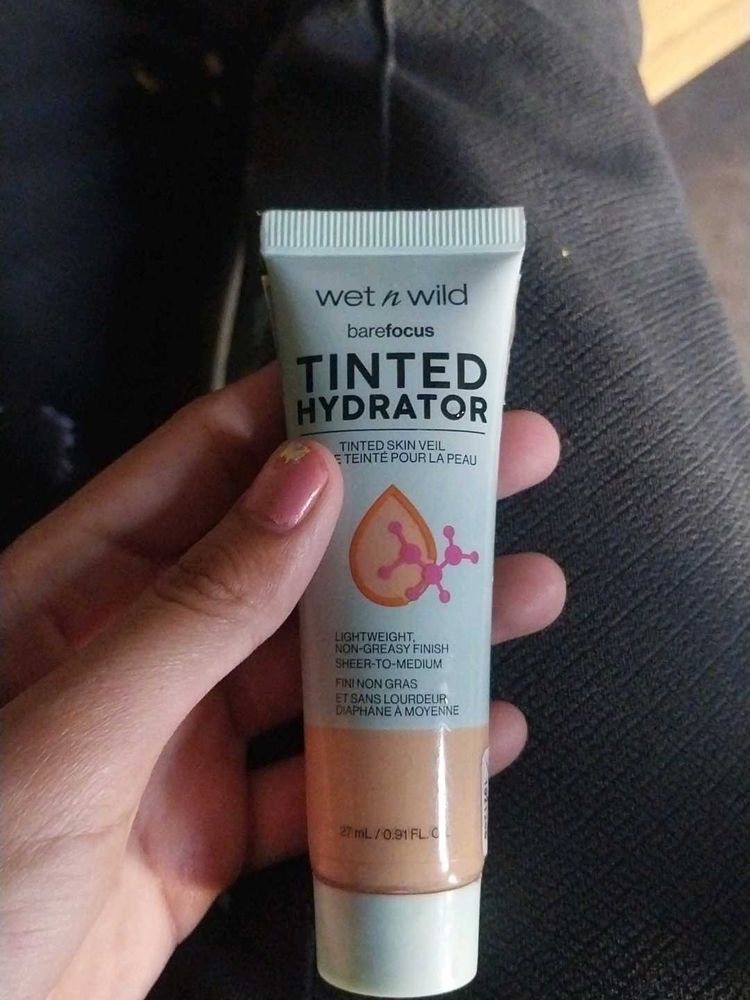 wet n wild
barefocus
TINTED
HYDRATOR
TINTED SKIN VEIL
TEINTÉ POUR LA PEAU
LIGHTWEIGHT,
NON-GREASY FINISH
SHEER-TO-MEDIUM
FINI NON GRAS
ET SANS LOURDEUR
DIAPHANE À MOYENNE
27 mL / 0.91 FL.